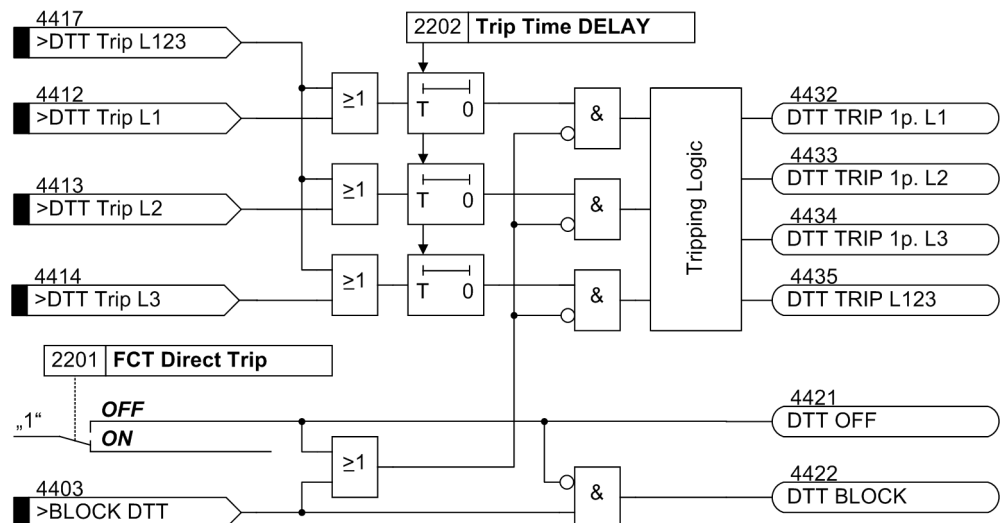 4417
>DTT Trip L123
2202 Trip Time DELAY
4412
>DTT Trip L1
≥1
T 0
&
4432
DTT TRIP 1p. L1
4433
DTT TRIP 1p. L2
4413
>DTT Trip L2
≥1
T 0
&
Tripping Logic
4434
DTT TRIP 1p. L3
4414
>DTT Trip L3
≥1
T 0
&
4435
DTT TRIP L123
2201 FCT Direct Trip
„1“
OFF
ON
4421
DTT OFF
≥1
4403
>BLOCK DTT
&
4422
DTT BLOCK